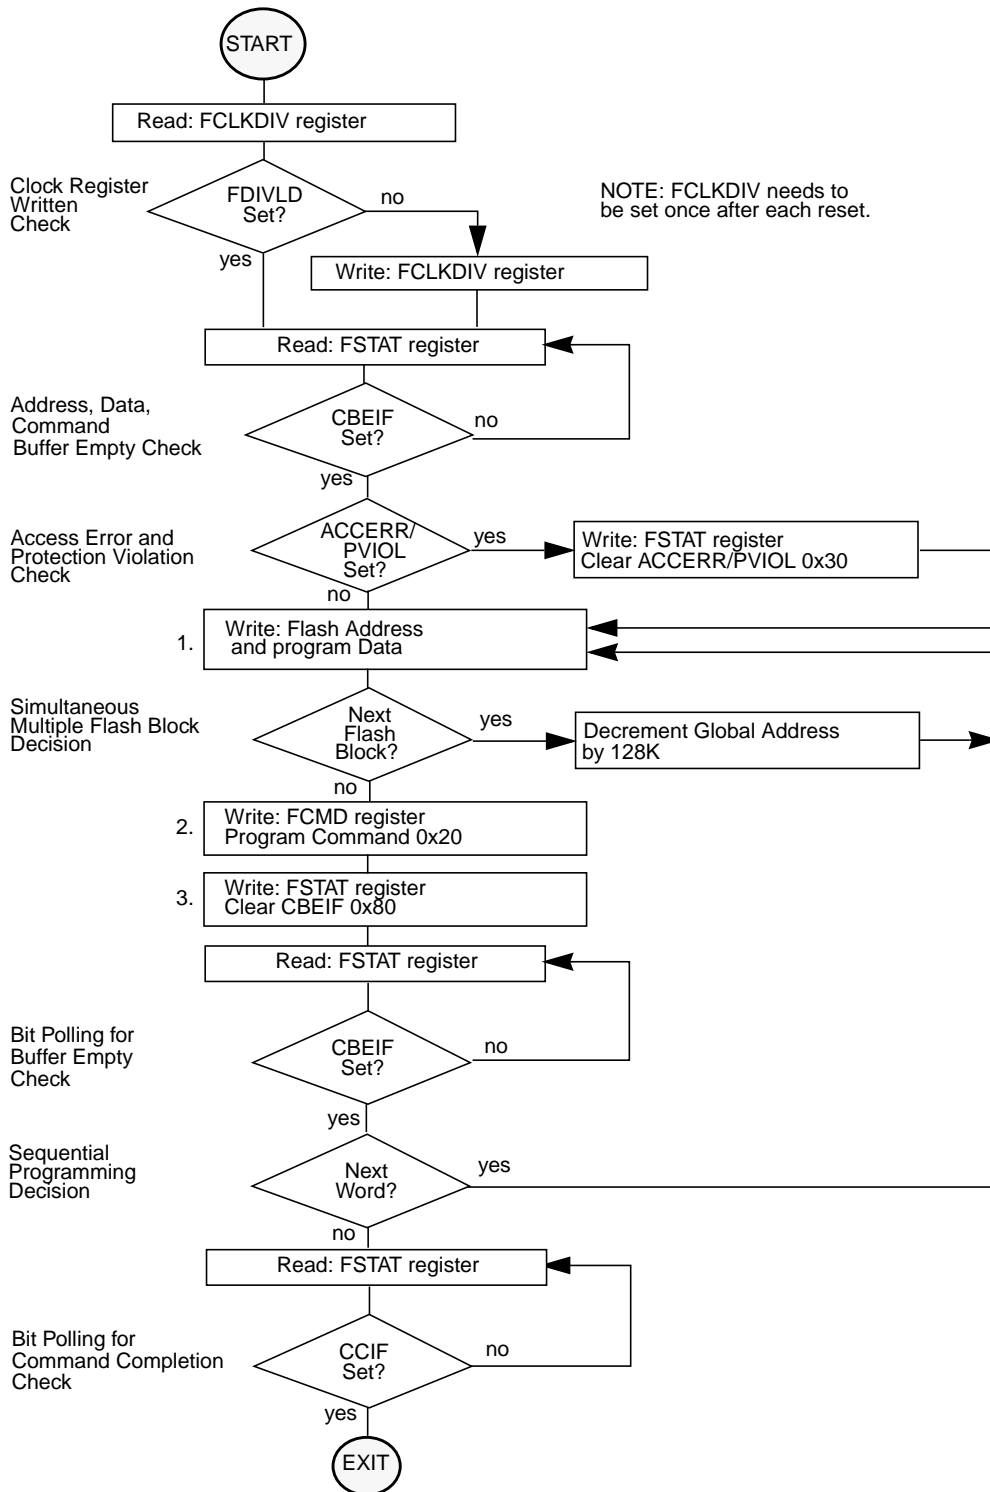 START
Read: FCLKDIV register
Clock Register
Written
Check
FDIVLD
Set?
no
yes
NOTE: FCLKDIV needs to
be set once after each reset.
Write: FCLKDIV register
Read: FSTAT register
Address, Data,
Command
Buffer Empty Check
CBEIF
Set?
no
yes
Access Error and
Protection Violation
Check
ACCERR/
PVIOL
Set?
yes
no
Write: FSTAT register
Clear ACCERR/PVIOL 0x30
1.
Write: Flash Address
and program Data
Simultaneous
Multiple Flash Block
Decision
Next
Flash
Block?
yes
no
Decrement Global Address
by 128K
2.
Write: FCMD register
Program Command 0x20
3.
Write: FSTAT register
Clear CBEIF 0x80
Read: FSTAT register
Bit Polling for
Buffer Empty
Check
CBEIF
Set?
no
yes
Sequential
Programming
Decision
Next
Word?
yes
no
Read: FSTAT register
Bit Polling for
Command Completion
Check
CCIF
Set?
no
yes
EXIT